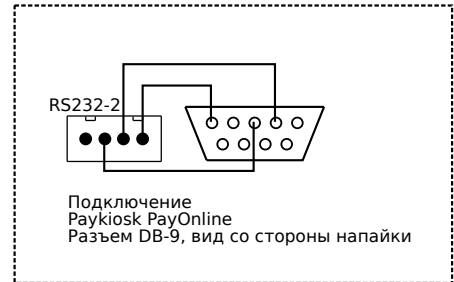 RS232-2
Подключение
Paykiosk PayOnline
Разъем DB-9, вид со стороны напайки